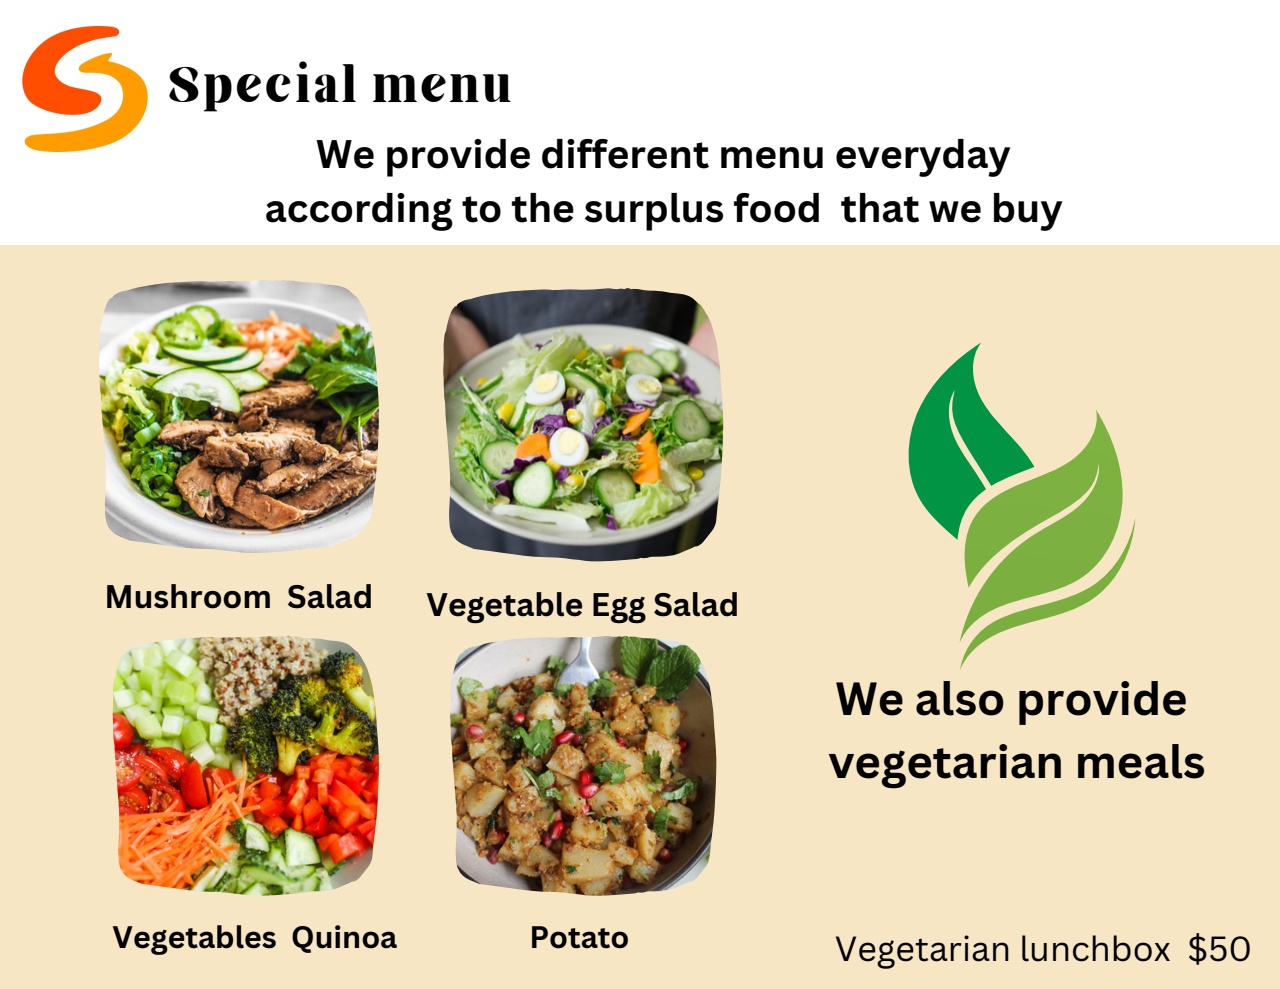 Special menu
We provide different menu everyday
according to the surplus food  that we buy
Mushroom  Salad
Vegetable Egg Salad
Vegetables  Quinoa
Potato
We also provide
vegetarian meals
Vegetarian lunchbox  $50